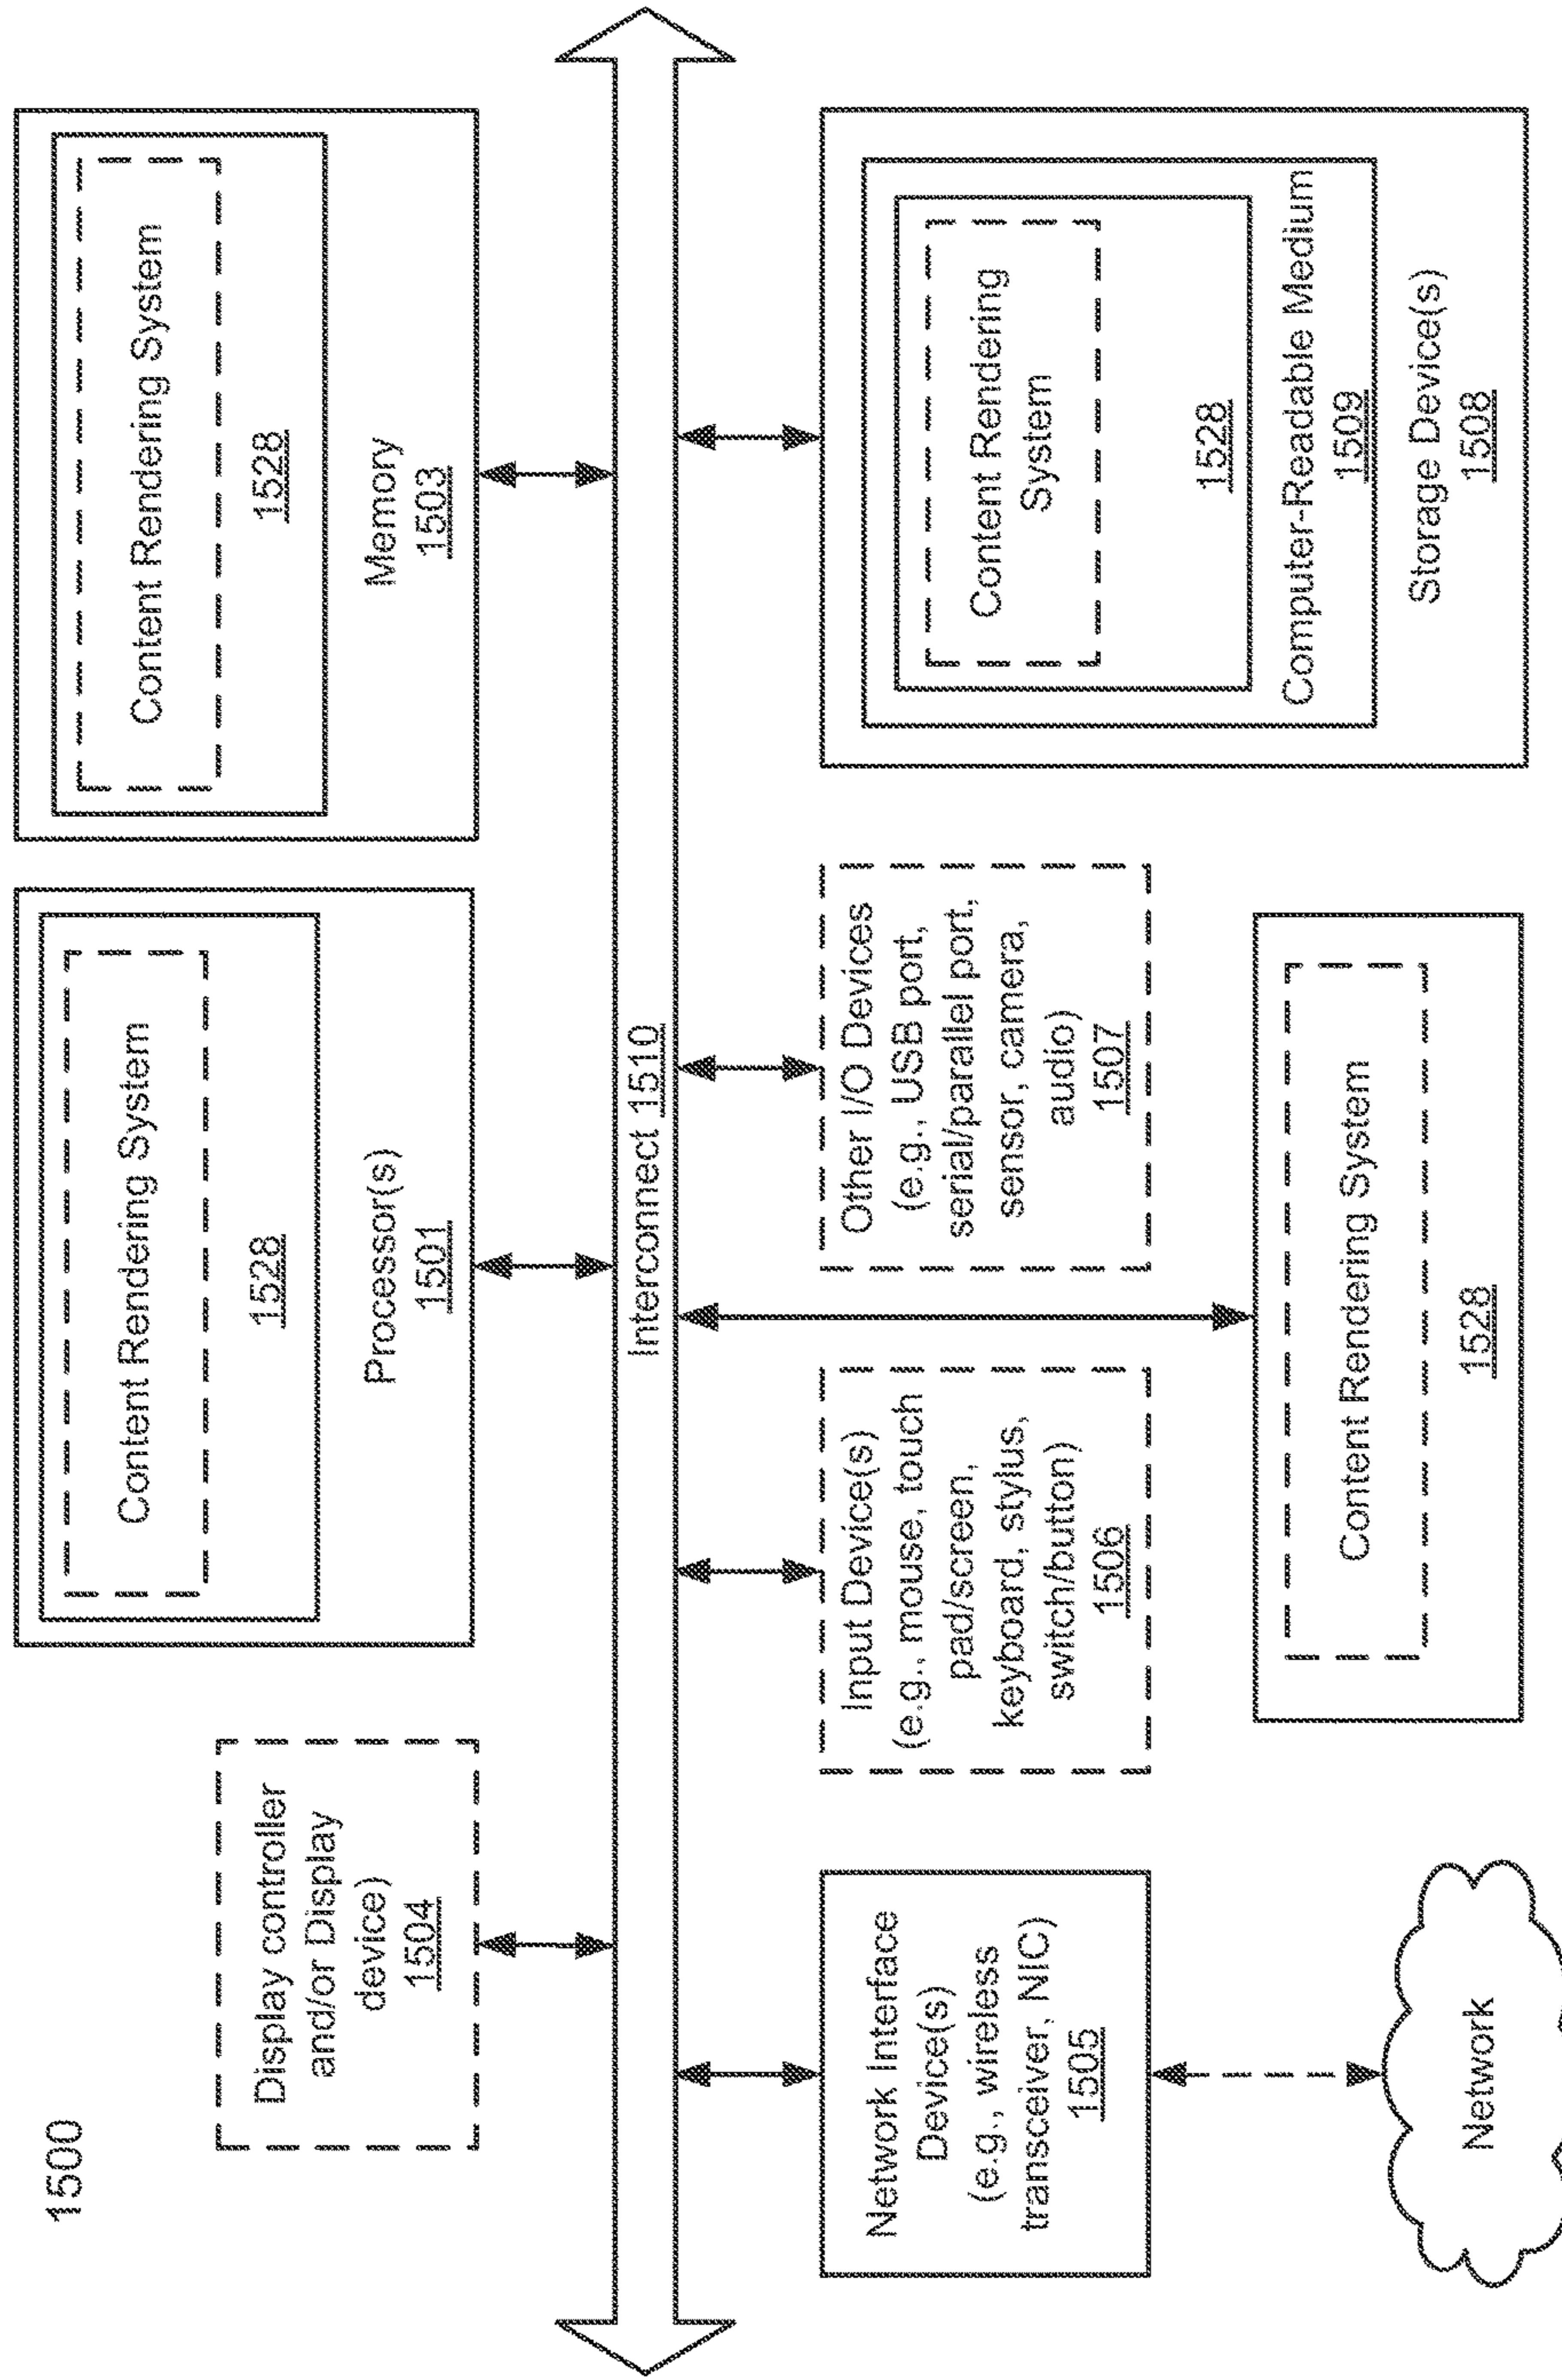 1500
Display controller
and/or Display
device)
1504
Content Rendering System
1528
Processor(s)
1501
Content Rendering System
1528
Memory
1503
Interconnect 1510
Network Interface
Device(s)
(e.g., wireless
transceiver, NIC)
1505
Input Device(s)
(e.g., mouse, touch
pad/screen,
keyboard, stylus,
switch/button)
1506
Other I/O Devices
(e.g., USB port,
serial/parallel port,
sensor, camera,
audio)
1507
Content Rendering
System
1528
Computer-Readable Medium
1509
Storage Device(s)
1508
Network
Content Rendering System
1528